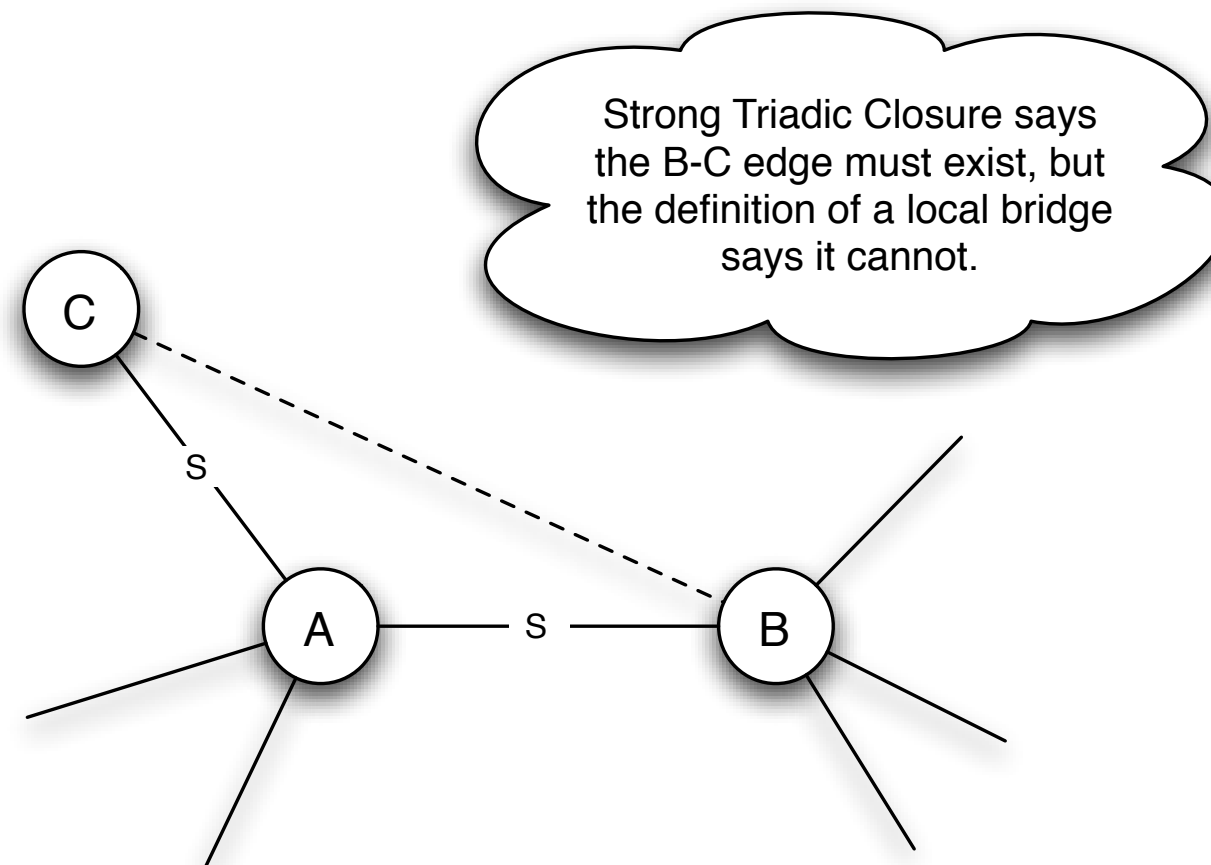 Strong Triadic Closure says
the B-C edge must exist, but
the definition of a local bridge
says it cannot.
C
S
A
S
B